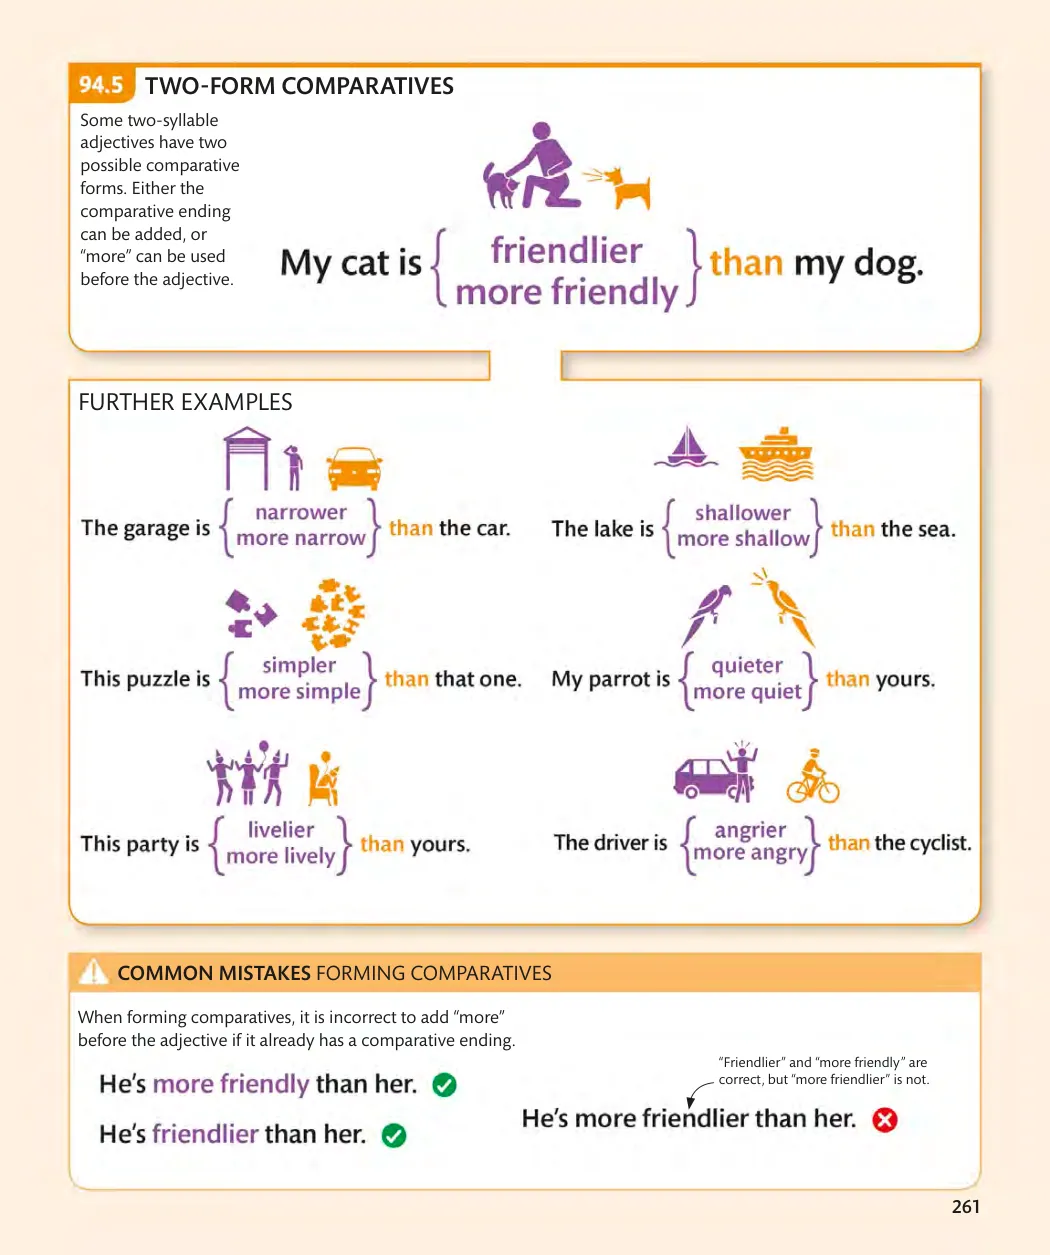 94.5 TWO-FORM COMPARATIVES
Some two-syllable
adjectives have two
possible comparative
forms. Either the
comparative ending
can be added, or
“more” can be used
before the adjective.
My cat is { friendlier
more friendly } than my dog.
FURTHER EXAMPLES
The garage is { narrower
more narrow } than the car.
The lake is { shallower
more shallow } than the sea.
This puzzle is { simpler
more simple } than that one.
My parrot is { quieter
more quiet } than yours.
This party is { livelier
more lively } than yours.
The driver is { angrier
more angry } than the cyclist.
COMMON MISTAKES FORMING COMPARATIVES
When forming comparatives, it is incorrect to add “more”
before the adjective if it already has a comparative ending.
He’s more friendly than her.
He’s friendlier than her.
“Friendlier” and “more friendly” are
correct, but “more friendlier” is not.
He’s more friendlier than her.
261